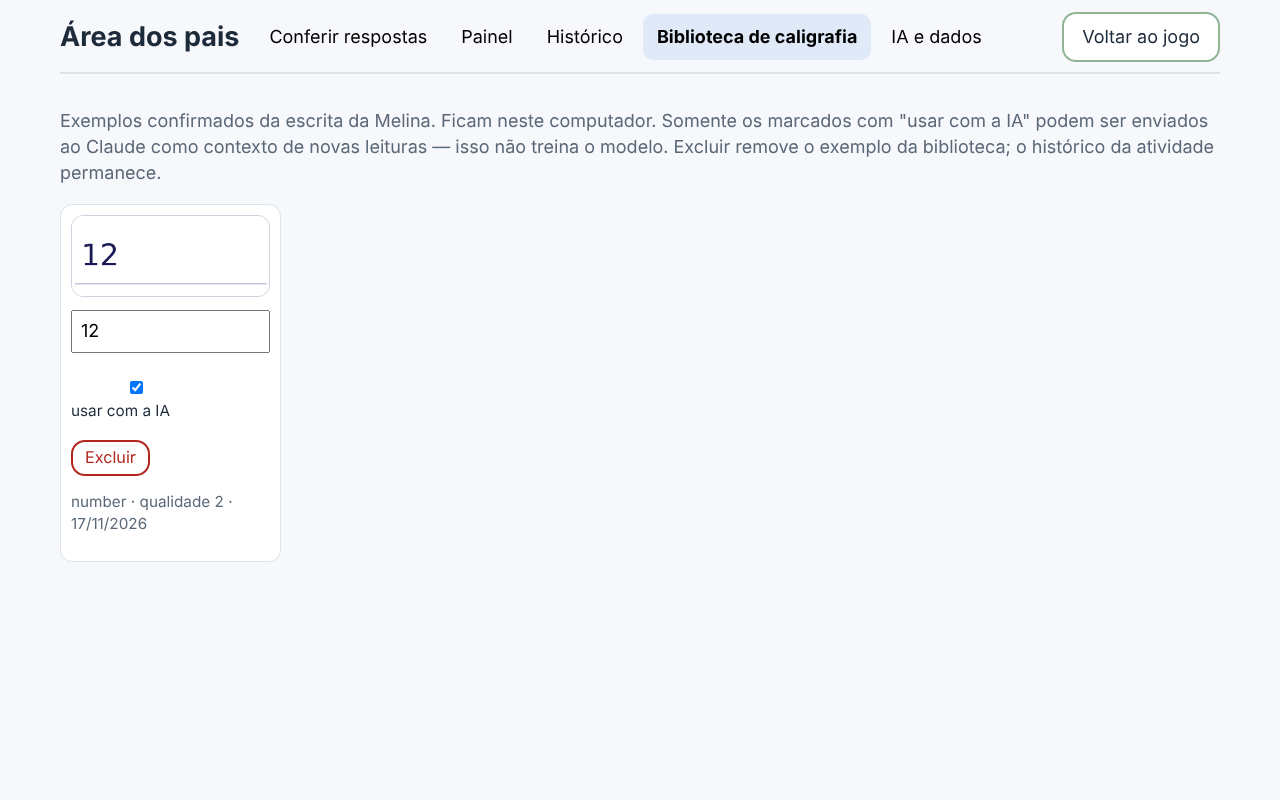 Área dos pais
Conferir respostas
Painel
Histórico
Biblioteca de caligrafia
IA e dados
Voltar ao jogo
Exemplos confirmados da escrita da Melina. Ficam neste computador. Somente os marcados com "usar com a IA" podem ser enviados
ao Claude como contexto de novas leituras — isso não treina o modelo. Excluir remove o exemplo da biblioteca; o histórico da atividade
permanece.
12
12
usar com a IA
Excluir
number · qualidade 2 ·
17/11/2026